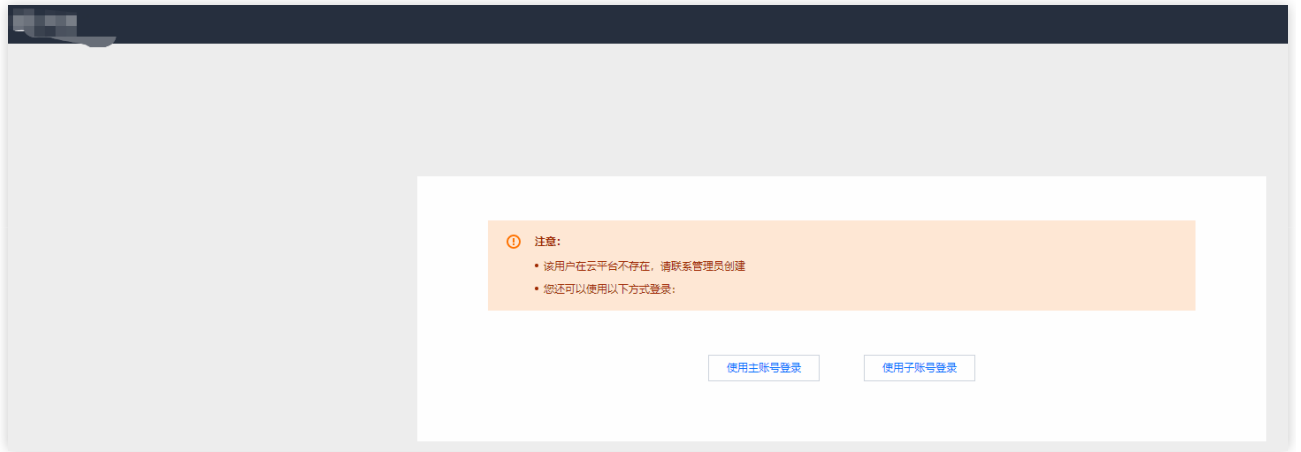 注意：
• 该用户在云平台不存在，请联系管理员创建
• 您还可以使用以下方式登录：
使用主账号登录 使用子账号登录